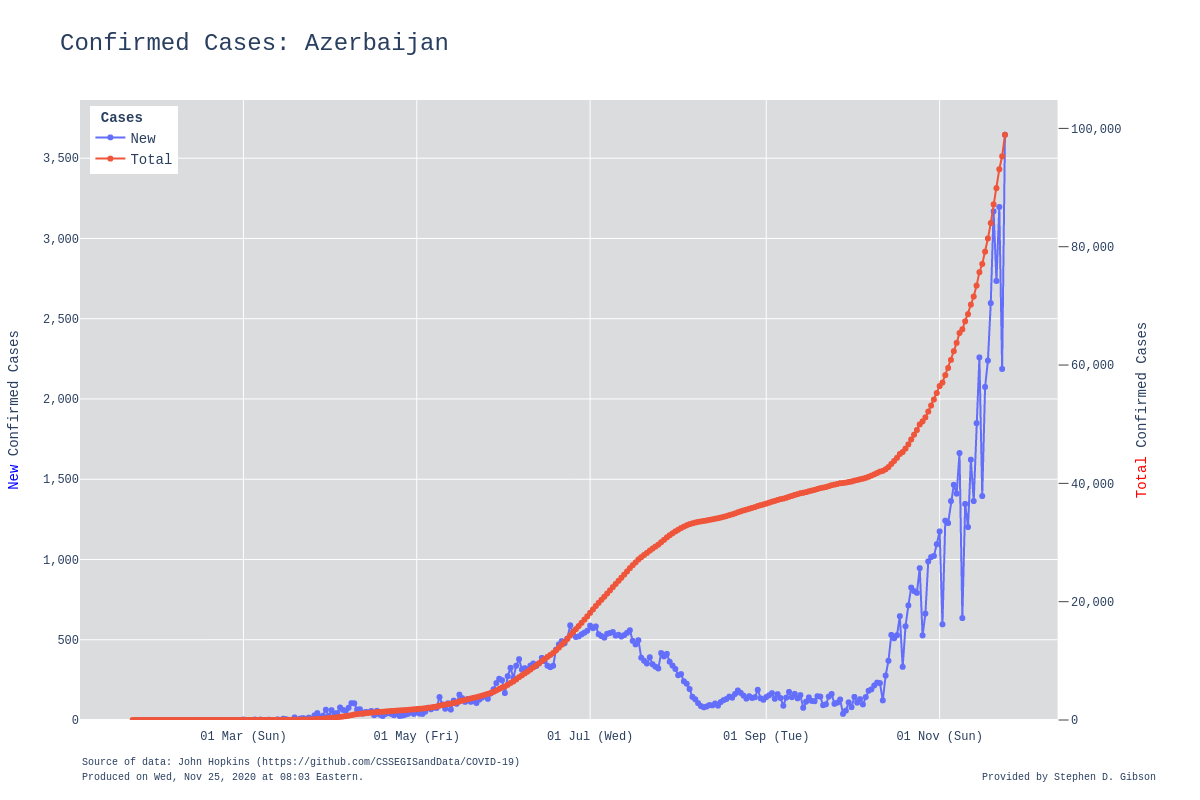 Confirmed Cases: Azerbaijan
Cases
New
Total
3,500
3,000
2,500
2,000
1,500
1,000
500
0
New Confirmed Cases
100,000
80,000
60,000
40,000
20,000
0
Total Confirmed Cases
01 Mar (Sun)
01 May (Fri)
01 Jul (Wed)
01 Sep (Tue)
01 Nov (Sun)
Source of data: John Hopkins (https://github.com/CSSEGISandData/COVID-19)
Produced on Wed, Nov 25, 2020 at 08:03 Eastern.
Provided by Stephen D. Gibson